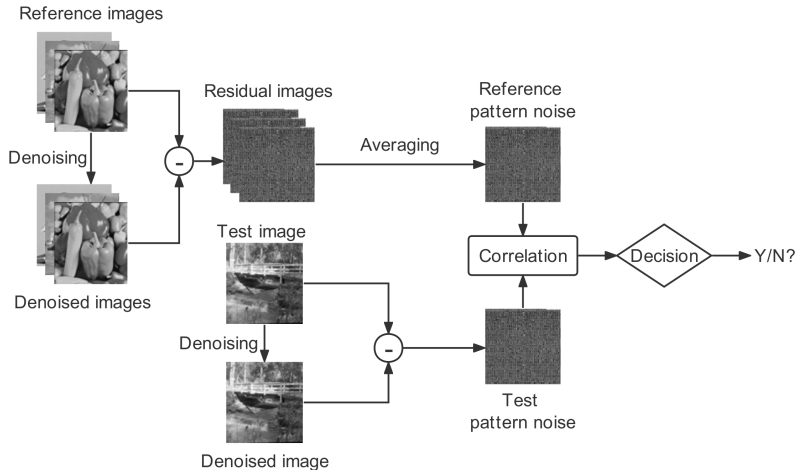 Reference images
Denoising
Denoised images
-
Residual images
Averaging
Reference
pattern noise
Test image
Denoising
Denoised image
-
Correlation
Decision
Y/N?
Test
pattern noise